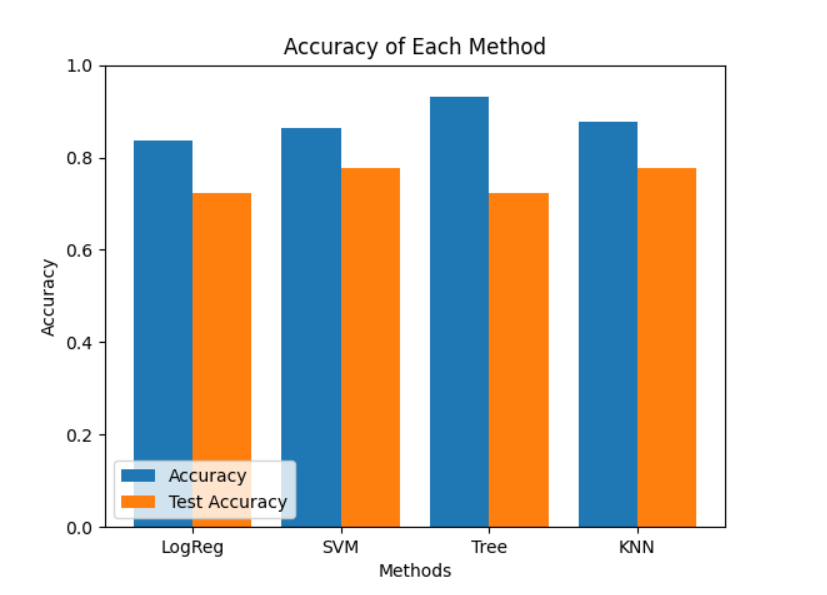 Accuracy of Each Method
1.0
0.8
0.6
0.4
0.2
0.0
Accuracy
Accuracy
Test Accuracy
LogReg SVM Tree KNN
Methods